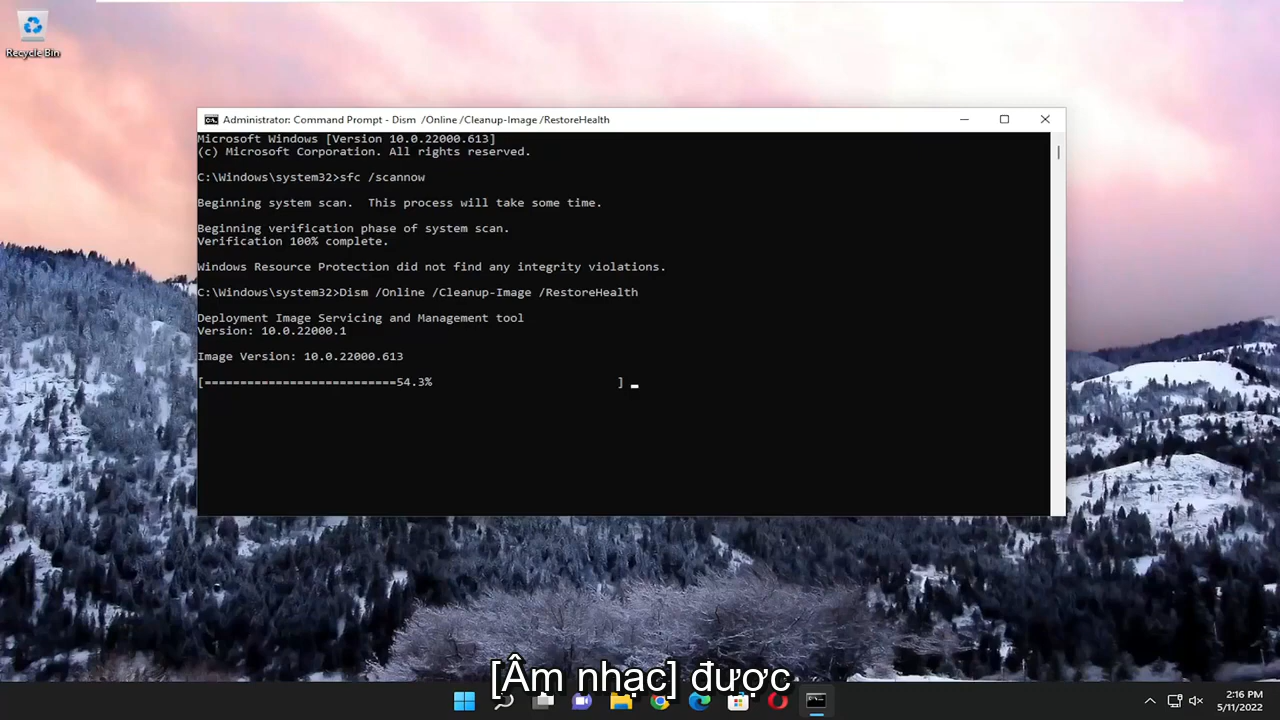 Recycle Bin
Administrator: Command Prompt - Dism  /Online /Cleanup-Image /RestoreHealth
Microsoft Windows [Version 10.0.22000.613]
(c) Microsoft Corporation. All rights reserved.
C:\Windows\system32>sfc /scannow
Beginning system scan.  This process will take some time.
Beginning verification phase of system scan.
Verification 100% complete.
Windows Resource Protection did not find any integrity violations.
C:\Windows\system32>Dism /Online /Cleanup-Image /RestoreHealth
Deployment Image Servicing and Management tool
Version: 10.0.22000.1
Image Version: 10.0.22000.613
[===========================54.3%                          ]
[Âm nhạc] được
2:16 PM
5/11/2022